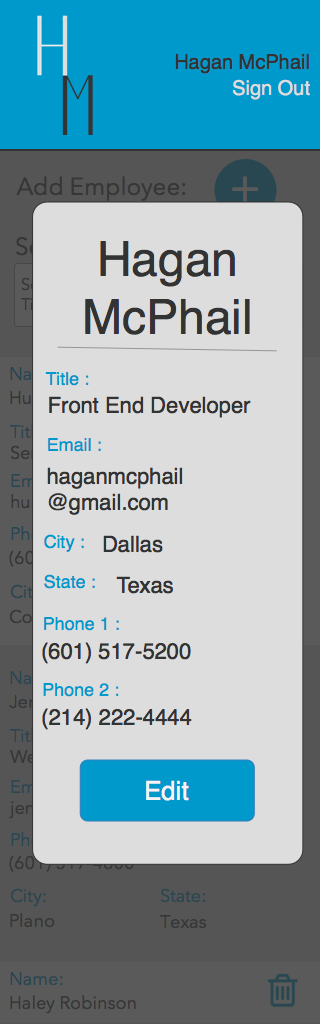 H
M
Hagan McPhail
Sign Out
Add Employee:
Hagan
McPhail
Title :
Front End Developer
Email :
haganmcphail
@gmail.com
City : Dallas
State : Texas
Phone 1 :
(601) 517-5200
Phone 2 :
(214) 222-4444
Edit
City: State:
Plano Texas
Name:
Haley Robinson